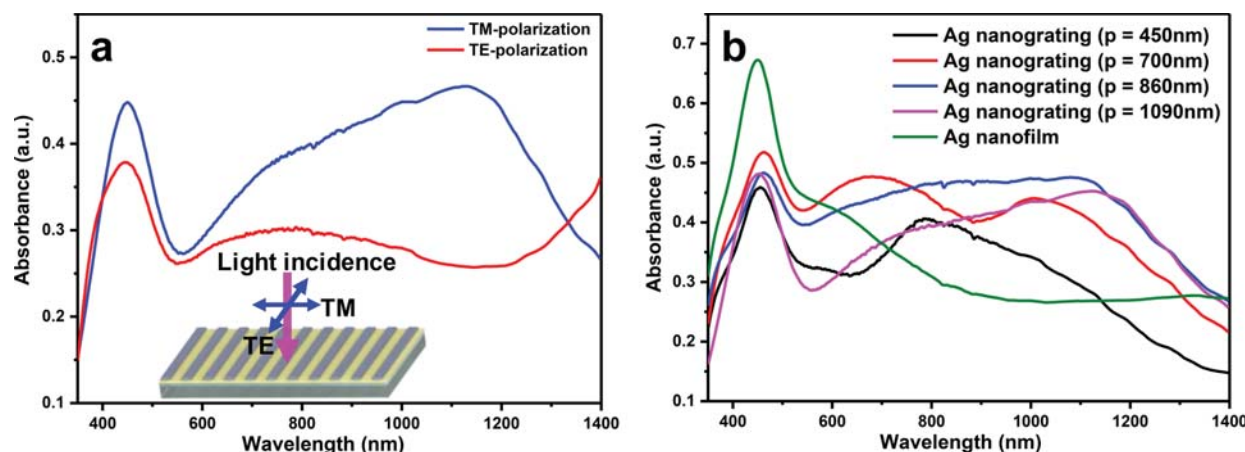 a
TM-polarization
TE-polarization
Absorbance (a.u.)
0.5
0.4
0.3
0.2
0.1
Light incidence
TM
TE
400 600 800 1000 1200 1400
Wavelength (nm)
b
Ag nanograting (p = 450nm)
Ag nanograting (p = 700nm)
Ag nanograting (p = 860nm)
Ag nanograting (p = 1090nm)
Ag nanofilm
Absorbance (a.u.)
0.7
0.6
0.5
0.4
0.3
0.2
0.1
400 600 800 1000 1200 1400
Wavelength (nm)